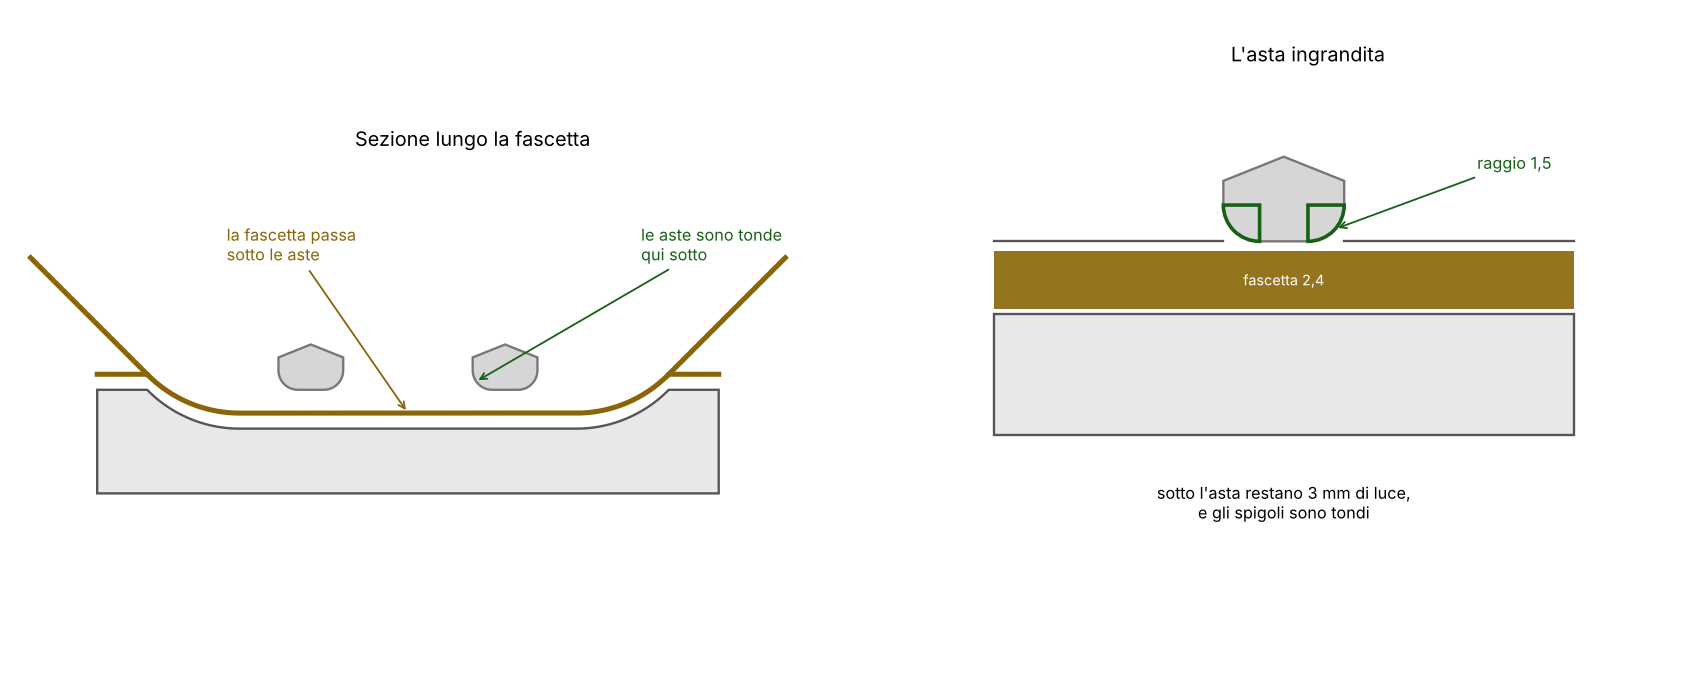 Sezione lungo la fascetta
la fascetta passa
sotto le aste
le aste sono tonde
qui sotto
L'asta ingrandita
raggio 1,5
fascetta 2,4
sotto l'asta restano 3 mm di luce,
e gli spigoli sono tondi